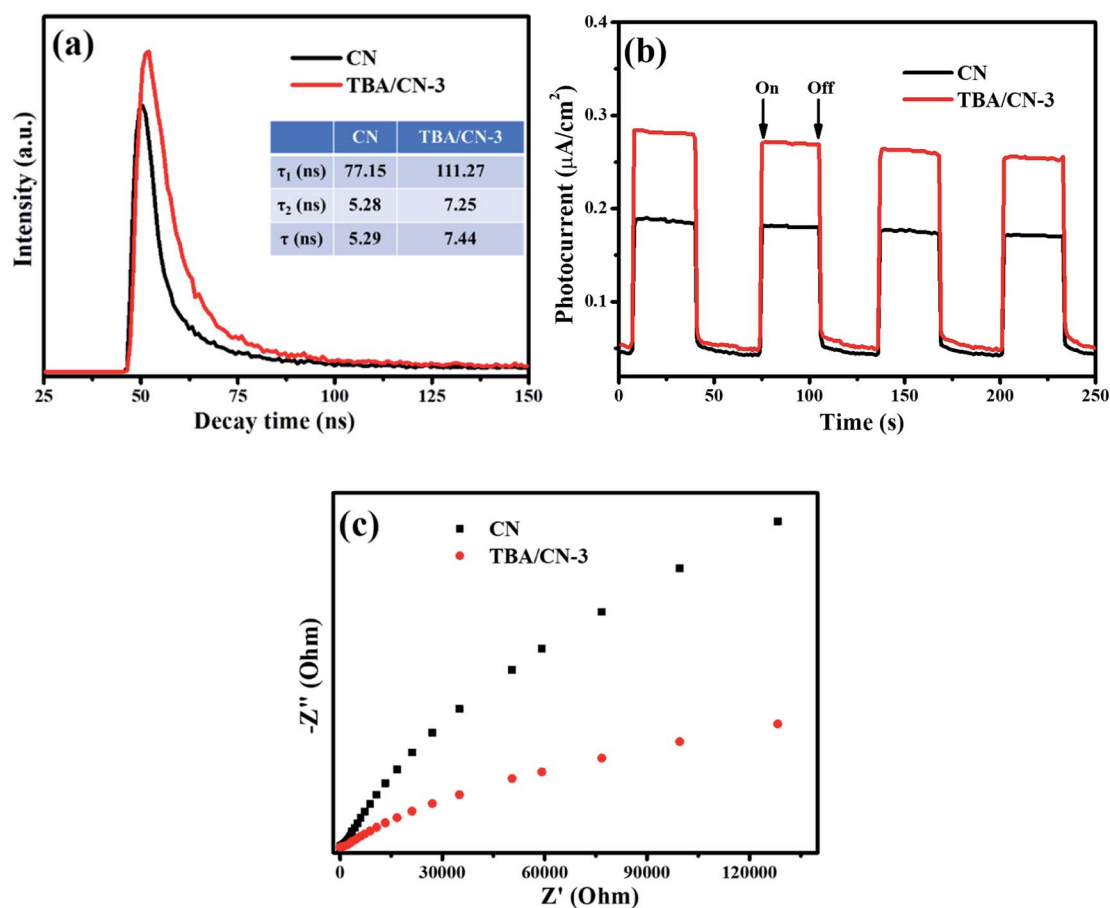 (a)
CN
TBA/CN-3
CN TBA/CN-3
τ₁ (ns) 77.15 111.27
τ₂ (ns) 5.28 7.25
τ (ns) 5.29 7.44
Intensity (a.u.)
25 50 75 100 125 150
Decay time (ns)
(b)
CN
TBA/CN-3
On Off
0.4
0.3
0.2
0.1
Photocurrent (μA/cm²)
0 50 100 150 200 250
Time (s)
(c)
CN
TBA/CN-3
-Z'' (Ohm)
0 30000 60000 90000 120000
Z' (Ohm)